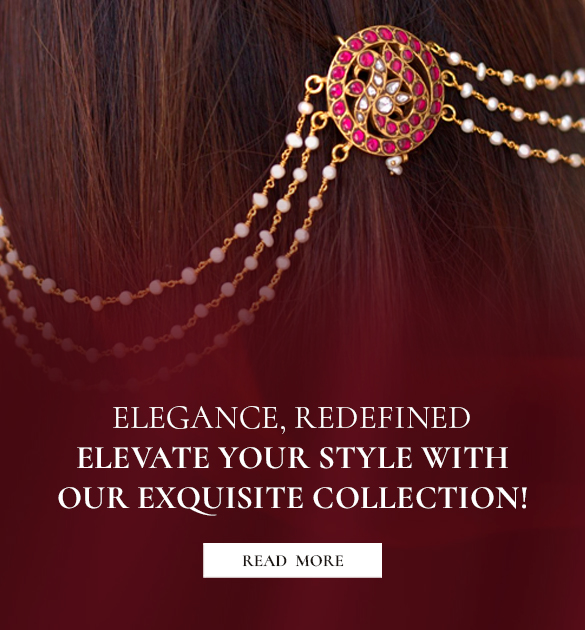 ELEGANCE, REDEFINED
ELEVATE YOUR STYLE WITH
OUR EXQUISITE COLLECTION!
READ MORE